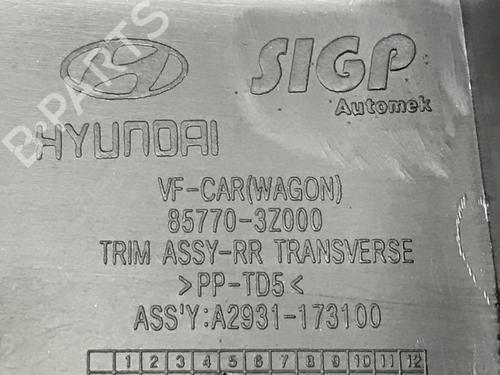 B-PARTS
SIGP
Automek
HYUNDAI
VF-CAR(WAGON)
85770-3Z000
TRIM ASSY-RR TRANSVERSE
>PP-TD5<
ASS'Y:A2931-173100
1 2 3 4 5 6 7 8 9 10 11 12